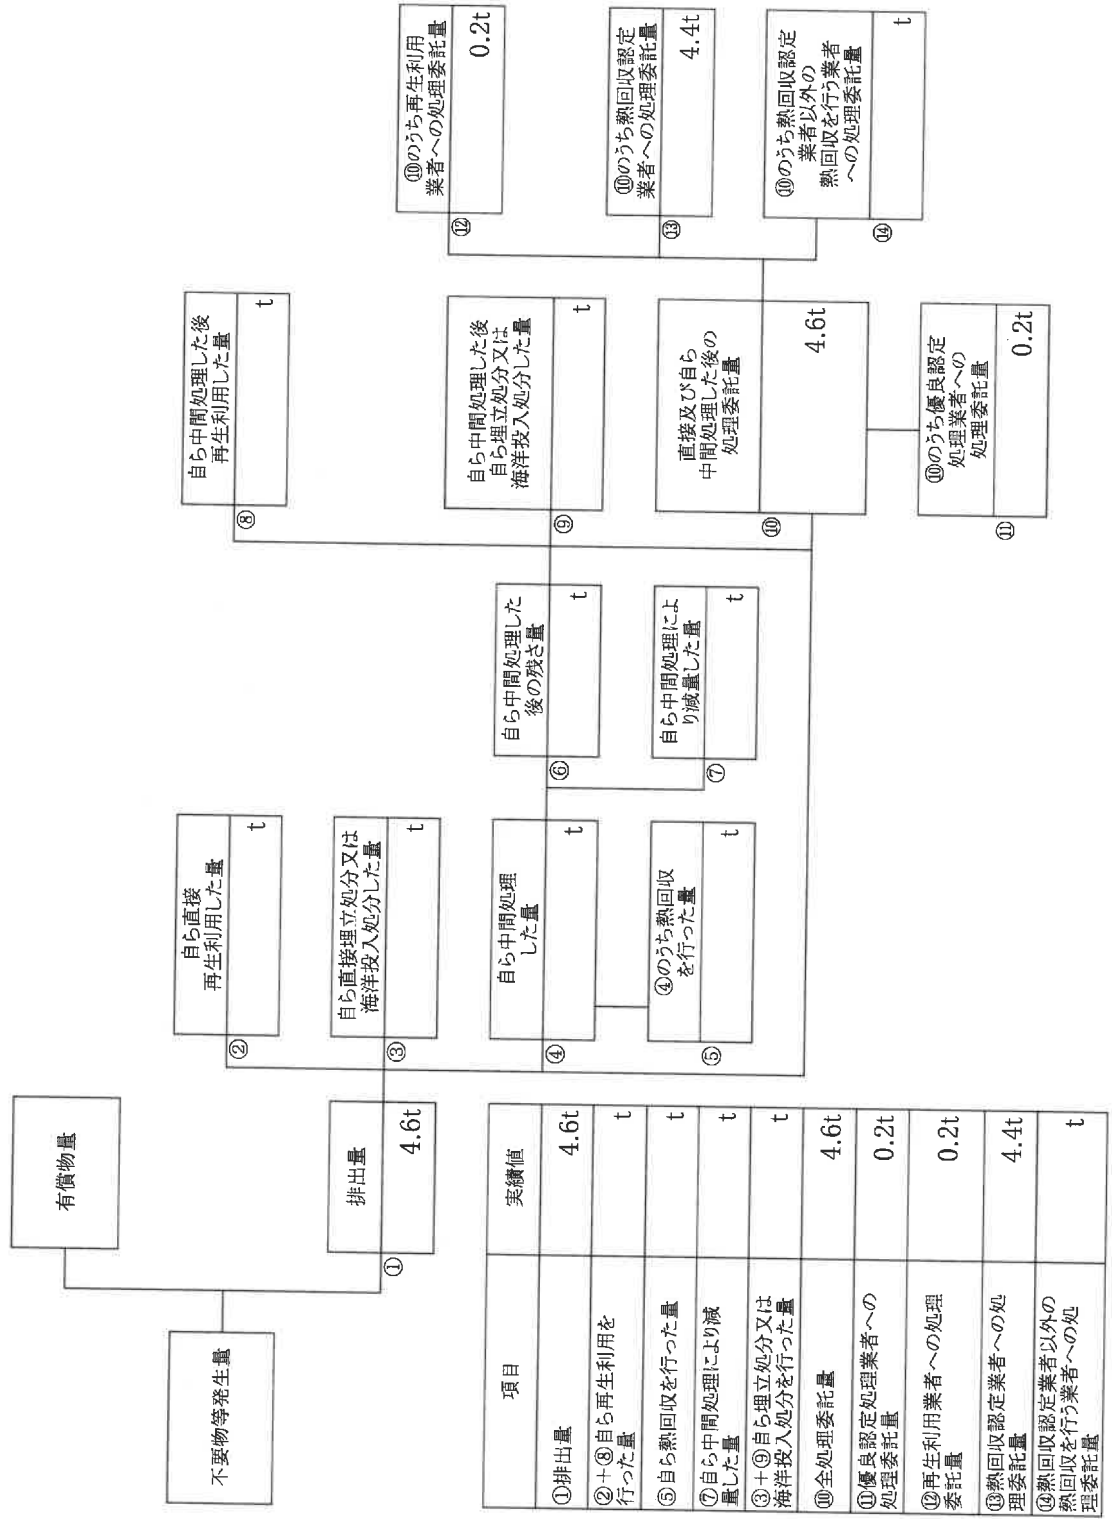 不要物等発生量
有償物量
排出量
①
4.6t
自ら直接
再生利用した量
②
t
自ら直接埋立処分又は
海洋投入処分した量
③
t
自ら中間処理
した量
④
t
④のうち熱回収
を行った量
⑤
t
自ら中間処理した
後の残さ量
⑥
t
自ら中間処理によ
り減量した量
⑦
t
自ら中間処理した後
再生利用した量
⑧
t
自ら中間処理した後
自ら埋立処分又は
海洋投入処分した量
⑨
t
直接及び自ら
中間処理した後の
処理委託量
⑩
4.6t
⑩のうち優良認定
処理業者への
処理委託量
⑪
0.2t
⑩のうち再生利用
業者への処理委託量
⑫
0.2t
⑩のうち熱回収認定
業者への処理委託量
⑬
4.4t
⑩のうち熱回収認定
業者以外の
熱回収を行う業者
への処理委託量
⑭
t
項目 実績値
①排出量 4.6t
②+⑧自ら再生利用を
行った量 t
⑤自ら熱回収を行った量 t
⑦自ら中間処理により減
量した量 t
③+⑨自ら埋立処分又は
海洋投入処分を行った量 t
⑩全処理委託量 4.6t
⑪優良認定処理業者への
処理委託量 0.2t
⑫再生利用業者への処理
委託量 0.2t
⑬熱回収認定業者への処
理委託量 4.4t
⑭熱回収認定業者以外の
熱回収を行う業者への処
理委託量 t